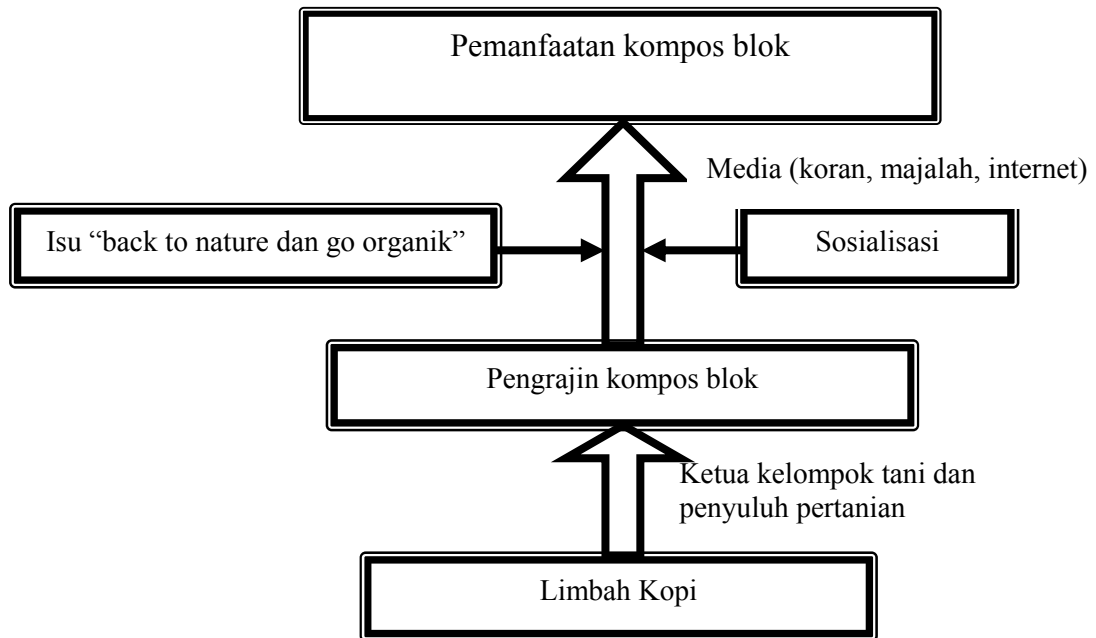 Pemanfaatan kompos blok
Media (koran, majalah, internet)
Isu “back to nature dan go organik”
Sosialisasi
Pengrajin kompos blok
Ketua kelompok tani dan
penyuluh pertanian
Limbah Kopi